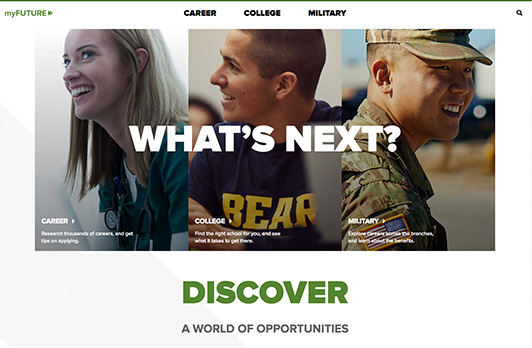 myFUTURE
CAREER COLLEGE MILITARY
WHAT'S NEXT?
CAREER
Research thousands of careers, and get
tips on applying.
COLLEGE
Find the right school for you, and see
what it takes to get there.
MILITARY
Explore careers across the branches,
and learn about the benefits.
BEAR
DISCOVER
A WORLD OF OPPORTUNITIES